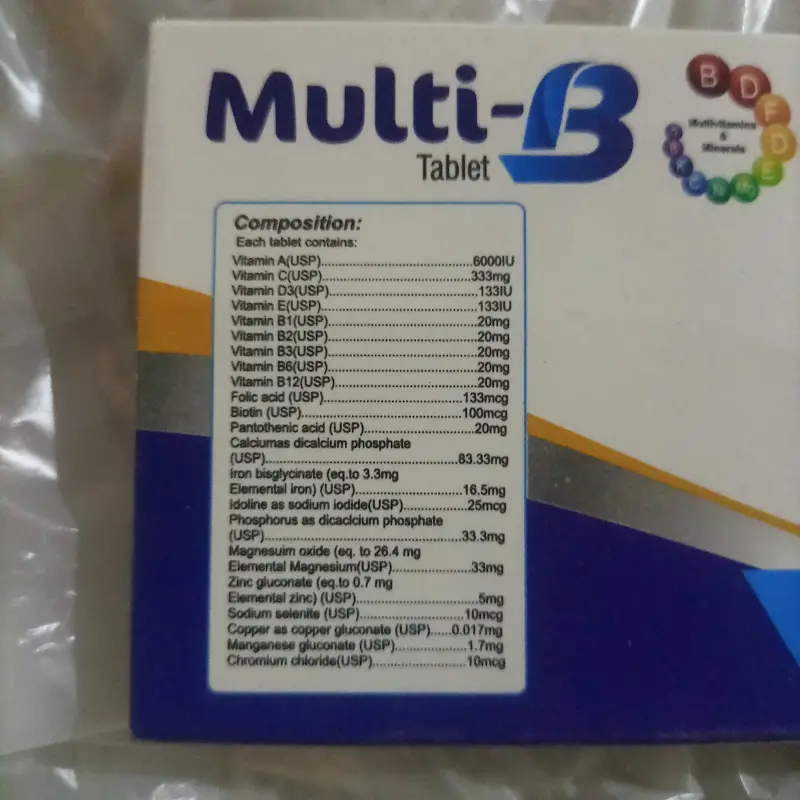 Multi-B
Tablet
B D F D E
Multivitamins
&
Minerals
Composition:
Each tablet contains:
Vitamin A(USP)..................................................6000IU
Vitamin C(USP)..................................................333mg
Vitamin D3(USP)..................................................133IU
Vitamin E(USP)..................................................133IU
Vitamin B1(USP)..................................................20mg
Vitamin B2(USP)..................................................20mg
Vitamin B3(USP)..................................................20mg
Vitamin B6(USP)..................................................20mg
Vitamin B12(USP)................................................20mg
Folic acid (USP)................................................133mcg
Biotin (USP)......................................................100mcg
Pantothenic acid (USP).....................................20mg
Calciumas dicalcium phosphate
(USP)..............................................................83.33mg
Iron bisglycinate (eq.to 3.3mg
Elemental iron) (USP)........................................16.5mg
Idoline as sodium iodide(USP)...........................25mcg
Phosphorus as dicaclcium phosphate
(USP)..............................................................33.3mg
Magnesuim oxide (eq. to 26.4 mg
Elemental Magnesium(USP)..............................33mg
Zinc gluconate (eq.to 0.7 mg
Elemental zinc) (USP)........................................5mg
Sodium selenite (USP).......................................10mcg
Copper as copper gluconate (USP).....0.017mg
Manganese gluconate (USP)............................1.7mg
Chromium chloride(USP)...................................10mcg